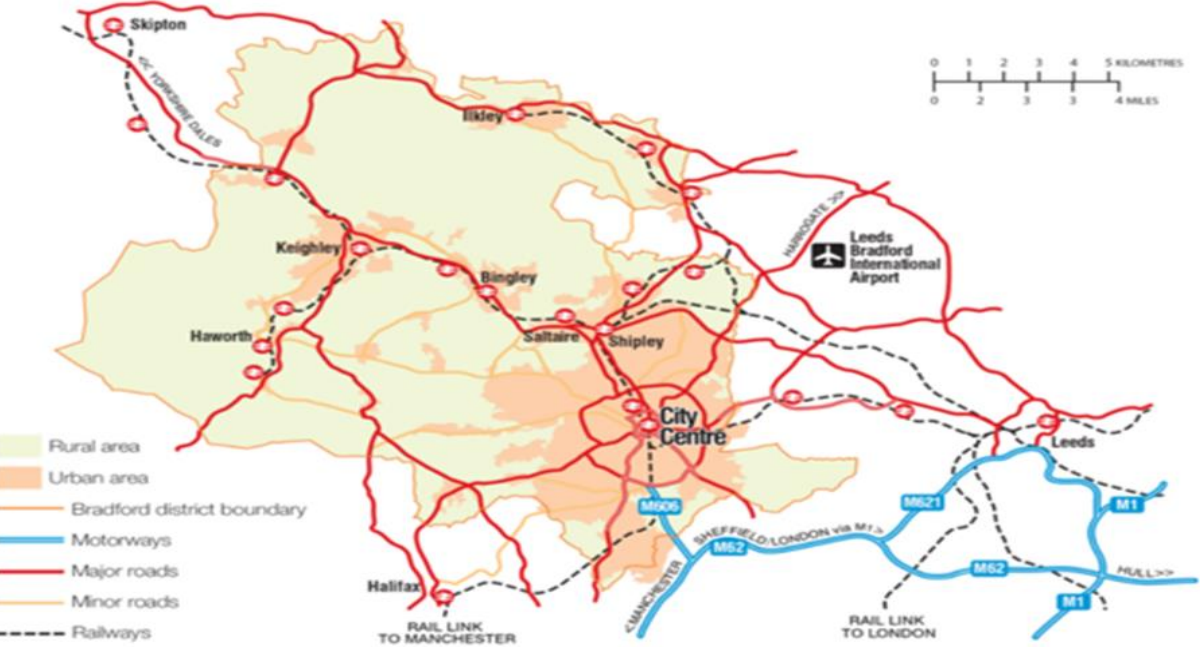 Skipton
<< YORKSHIRE DALES
0 1 2 3 4 5 KILOMETRES
0 2 3 3 4 MILES
Ilkley
HARROGATE >>
Leeds
Bradford
International
Airport
Keighley
Bingley
Haworth
Saltaire
Shipley
City
Centre
Leeds
Rural area
Urban area
Bradford district boundary
Motorways
Major roads
Minor roads
Railways
M606
M621
M1
SHEFFIELD/LONDON via M1>
M62
M62
HULL>>
M1
<MANCHESTER
Halifax
RAIL LINK
TO MANCHESTER
RAIL LINK
TO LONDON